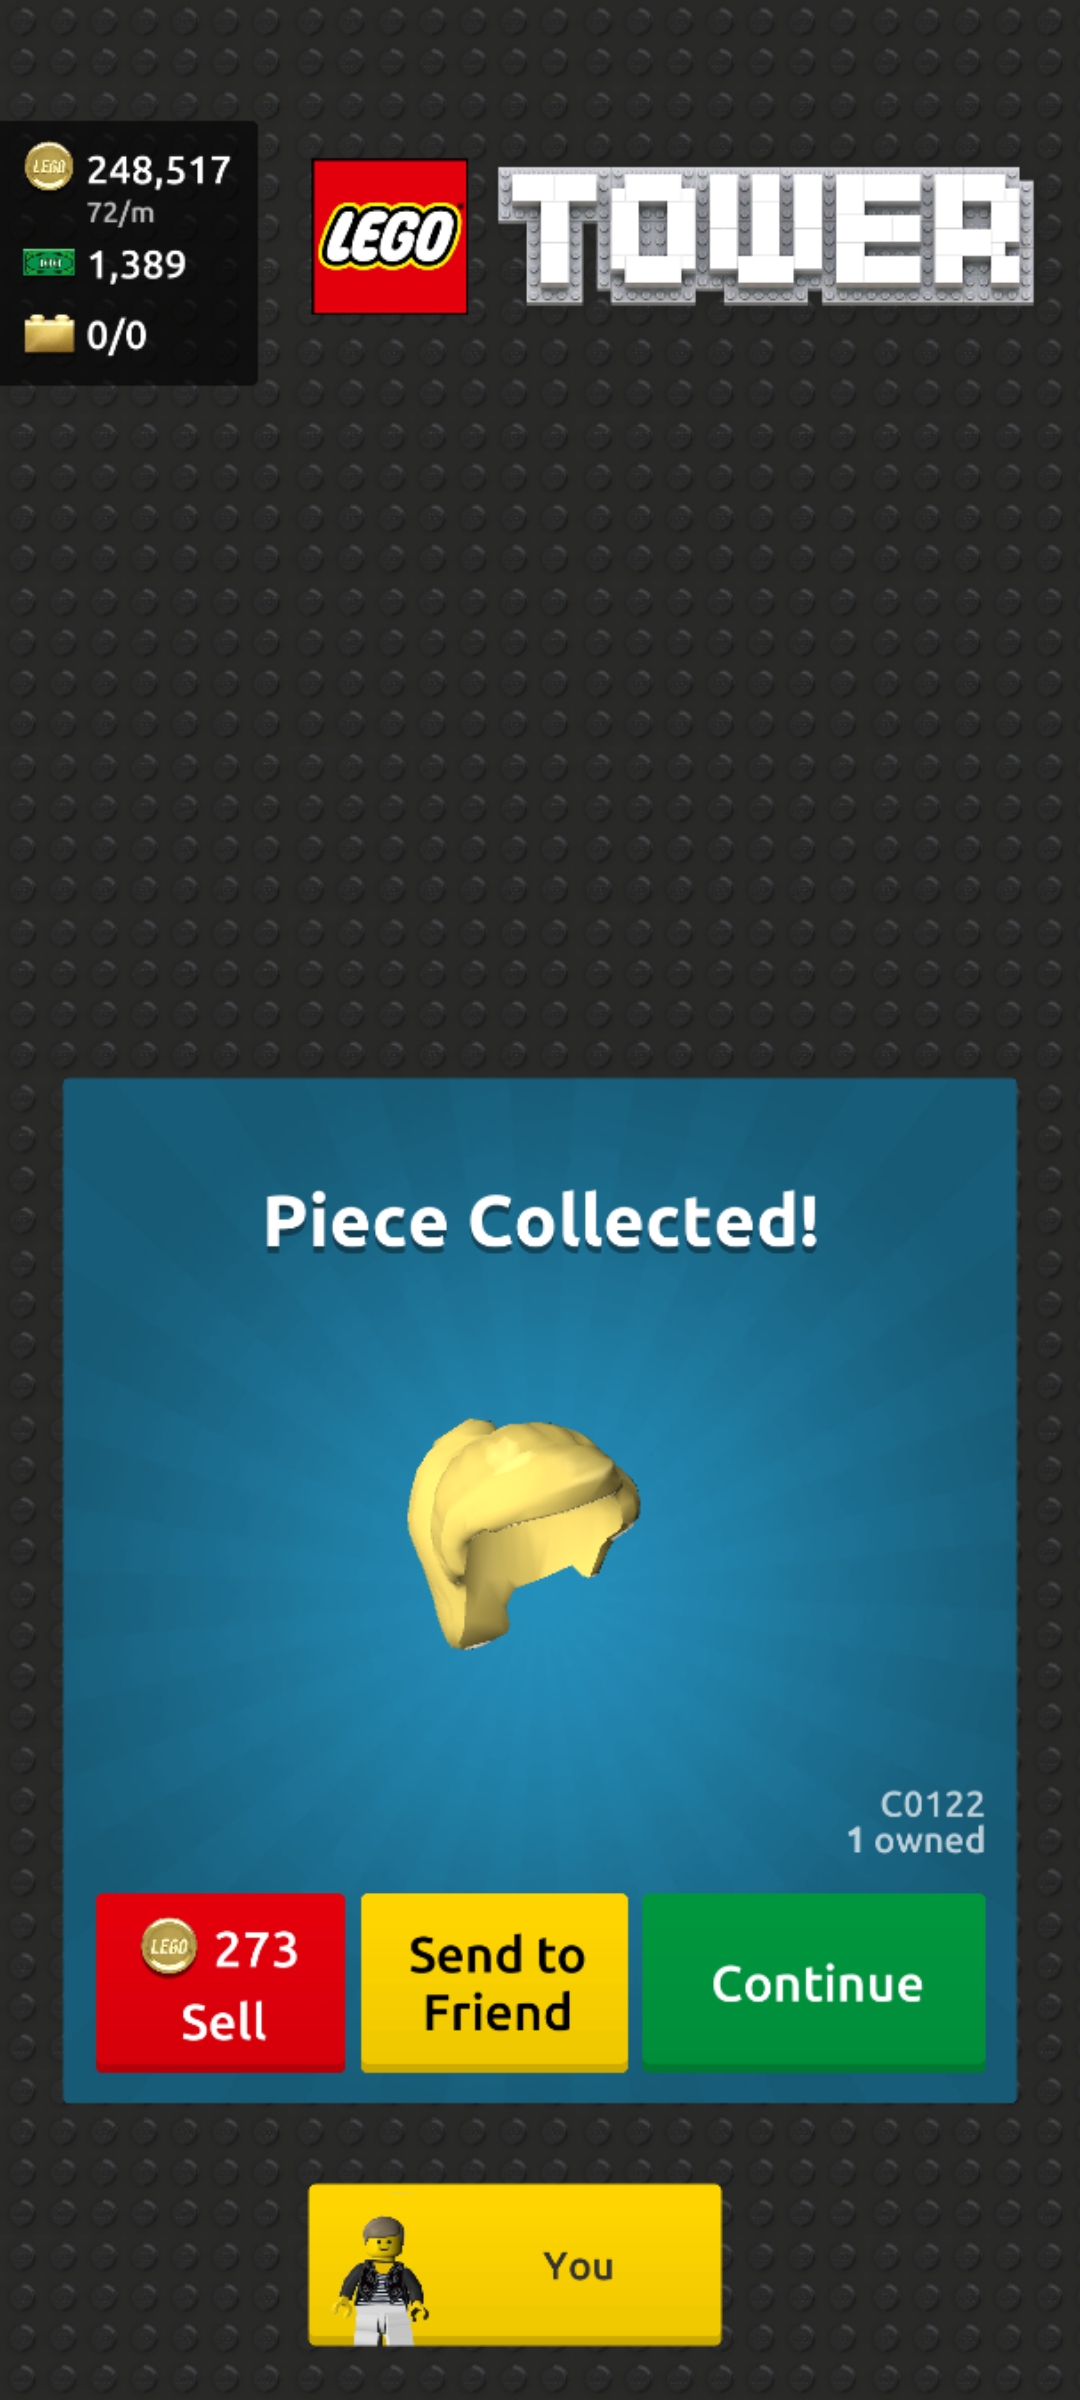 LEGO 248,517
72/m
1,389
0/0
LEGO TOWER
Piece Collected!
C0122
1 owned
LEGO 273
Sell
Send to
Friend
Continue
You